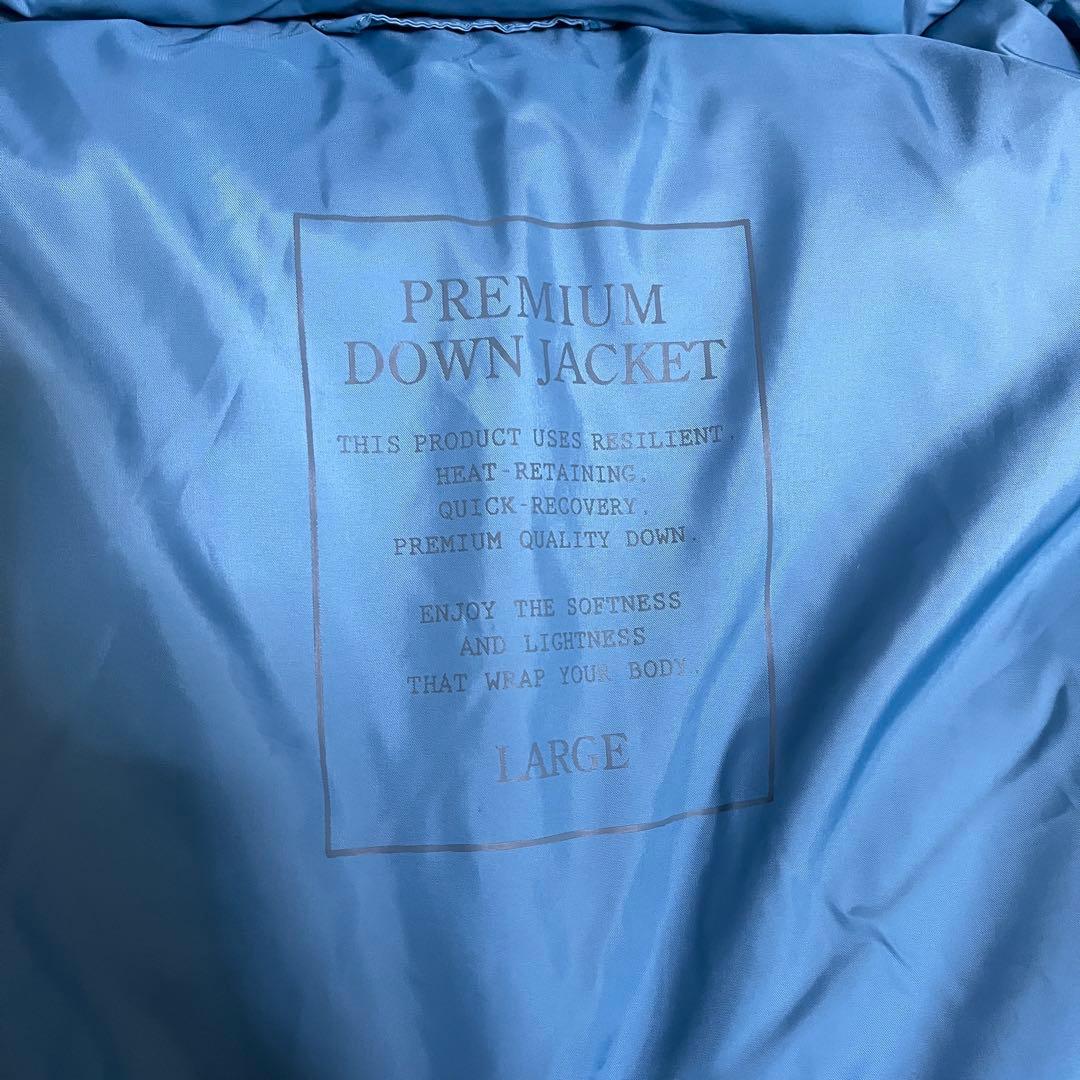 PREMIUM
DOWN JACKET
THIS PRODUCT USES RESILIENT,
HEAT-RETAINING,
QUICK-RECOVERY,
PREMIUM QUALITY DOWN.
ENJOY THE SOFTNESS
AND LIGHTNESS
THAT WRAP YOUR BODY.
LARGE